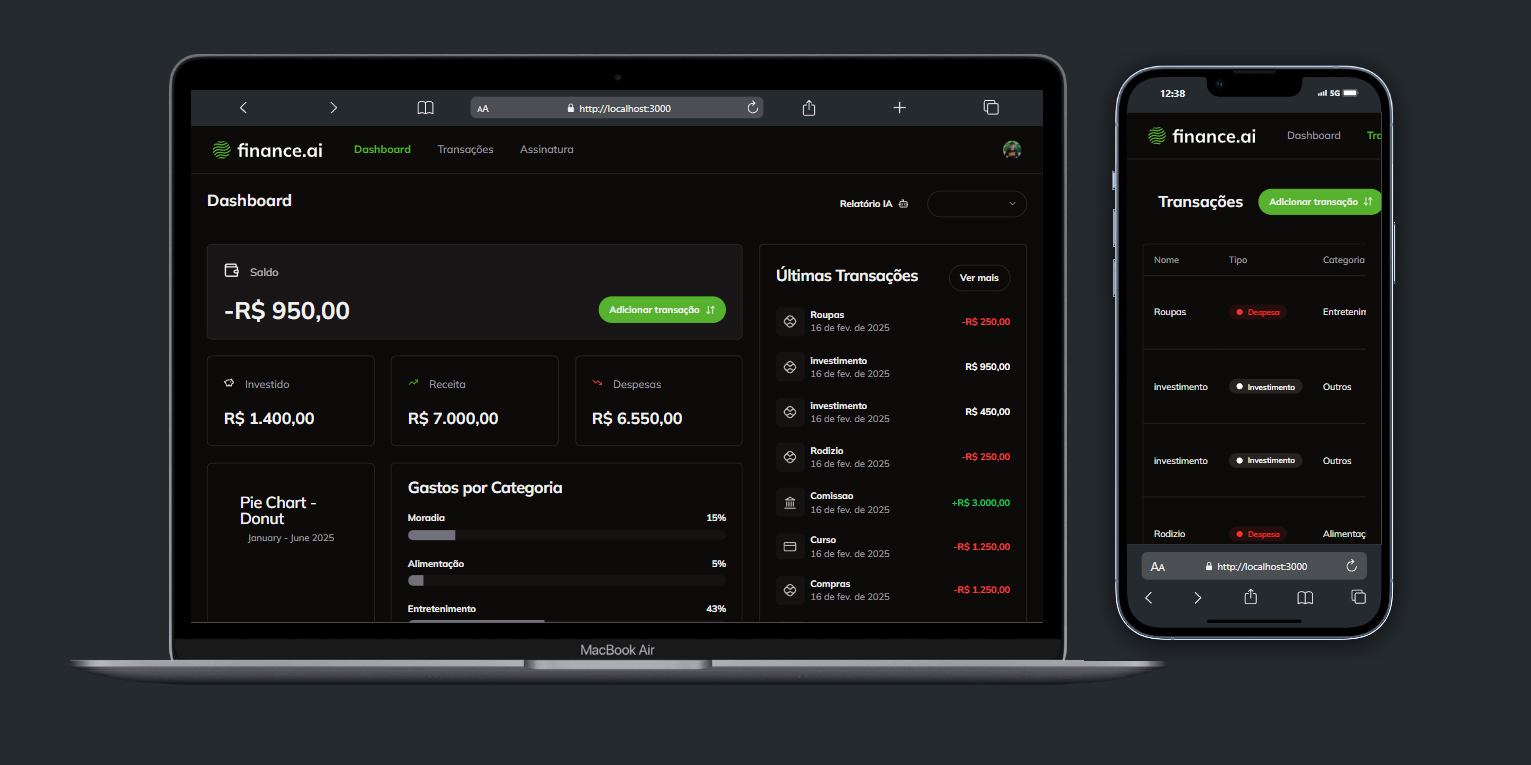 AA http://localhost:3000
finance.ai Dashboard Transações Assinatura
Dashboard
Relatório IA
Saldo
-R$ 950,00
Adicionar transação
Investido
R$ 1.400,00
Receita
R$ 7.000,00
Despesas
R$ 6.550,00
Pie Chart -
Donut
January - June 2025
Gastos por Categoria
Moradia 15%
Alimentação 5%
Entretenimento 43%
Últimas Transações Ver mais
Roupas
16 de fev. de 2025
-R$ 250,00
investimento
16 de fev. de 2025
R$ 950,00
investimento
16 de fev. de 2025
R$ 450,00
Rodizio
16 de fev. de 2025
-R$ 250,00
Comissao
16 de fev. de 2025
+R$ 3.000,00
Curso
16 de fev. de 2025
-R$ 1.250,00
Compras
16 de fev. de 2025
-R$ 1.250,00
MacBook Air
12:38 5G
finance.ai Dashboard Tra
Transações Adicionar transação
Nome Tipo Categoria
Roupas Despesa Entretenim
investimento Investimento Outros
investimento Investimento Outros
Rodizio Despesa Alimentaç
AA http://localhost:3000